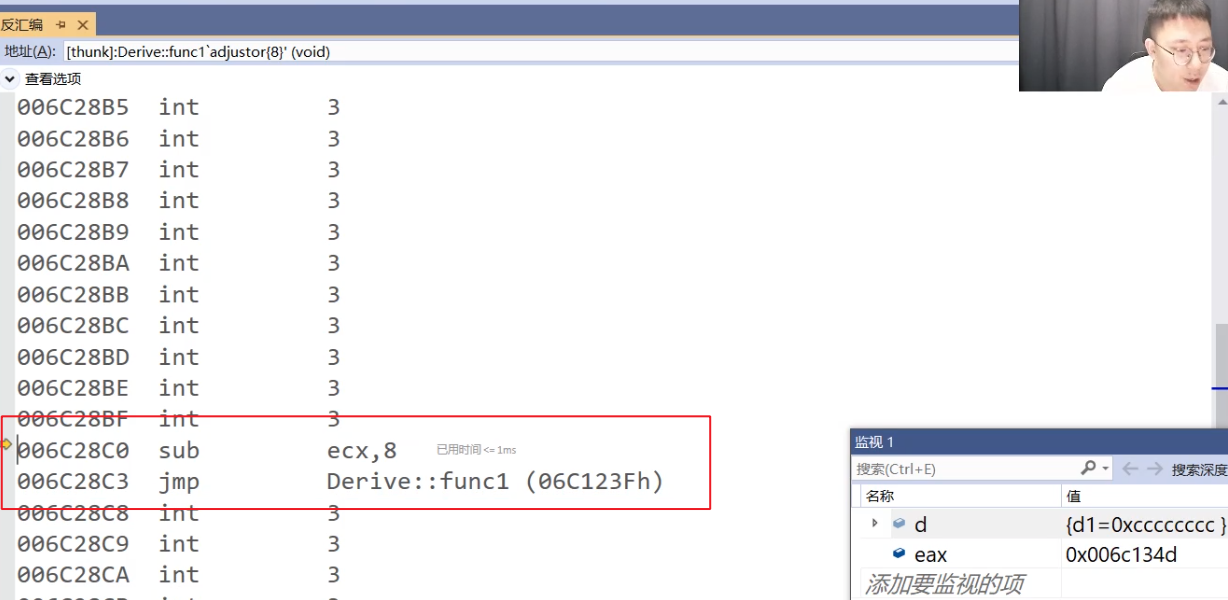 反汇编
地址(A): [thunk]:Derive::func1`adjustor{8}' (void)
查看选项
006C28B5 int 3
006C28B6 int 3
006C28B7 int 3
006C28B8 int 3
006C28B9 int 3
006C28BA int 3
006C28BB int 3
006C28BC int 3
006C28BD int 3
006C28BE int 3
006C28BF int 3
006C28C0 sub ecx,8 已用时间<=1ms
006C28C3 jmp Derive::func1 (06C123Fh)
006C28C8 int 3
006C28C9 int 3
006C28CA int 3
监视 1
搜索(Ctrl+E) 搜索深度
名称 值
d {d1=0xcccccccc }
eax 0x006c134d
添加要监视的项